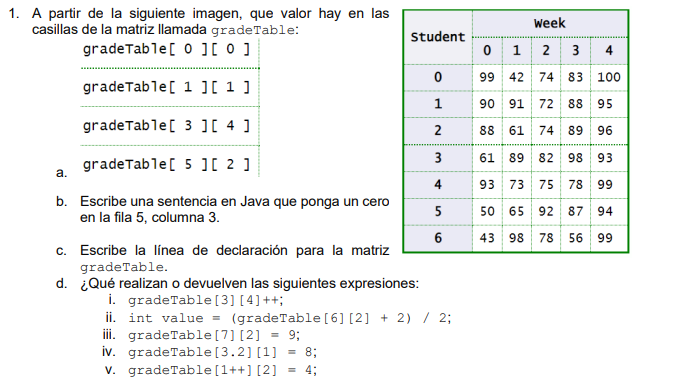 1. A partir de la siguiente imagen, que valor hay en las
casillas de la matriz llamada gradeTable:
gradeTable[ 0 ][ 0 ]
gradeTable[ 1 ][ 1 ]
gradeTable[ 3 ][ 4 ]
a. gradeTable[ 5 ][ 2 ]
b. Escribe una sentencia en Java que ponga un cero
en la fila 5, columna 3.
c. Escribe la línea de declaración para la matriz
gradeTable.
d. ¿Qué realizan o devuelven las siguientes expresiones:
i. gradeTable[3][4]++;
ii. int value = (gradeTable[6][2] + 2) / 2;
iii. gradeTable[7][2] = 9;
iv. gradeTable[3.2][1] = 8;
v. gradeTable[1++][2] = 4;
Week
Student
0 1 2 3 4
0 99 42 74 83 100
1 90 91 72 88 95
2 88 61 74 89 96
3 61 89 82 98 93
4 93 73 75 78 99
5 50 65 92 87 94
6 43 98 78 56 99